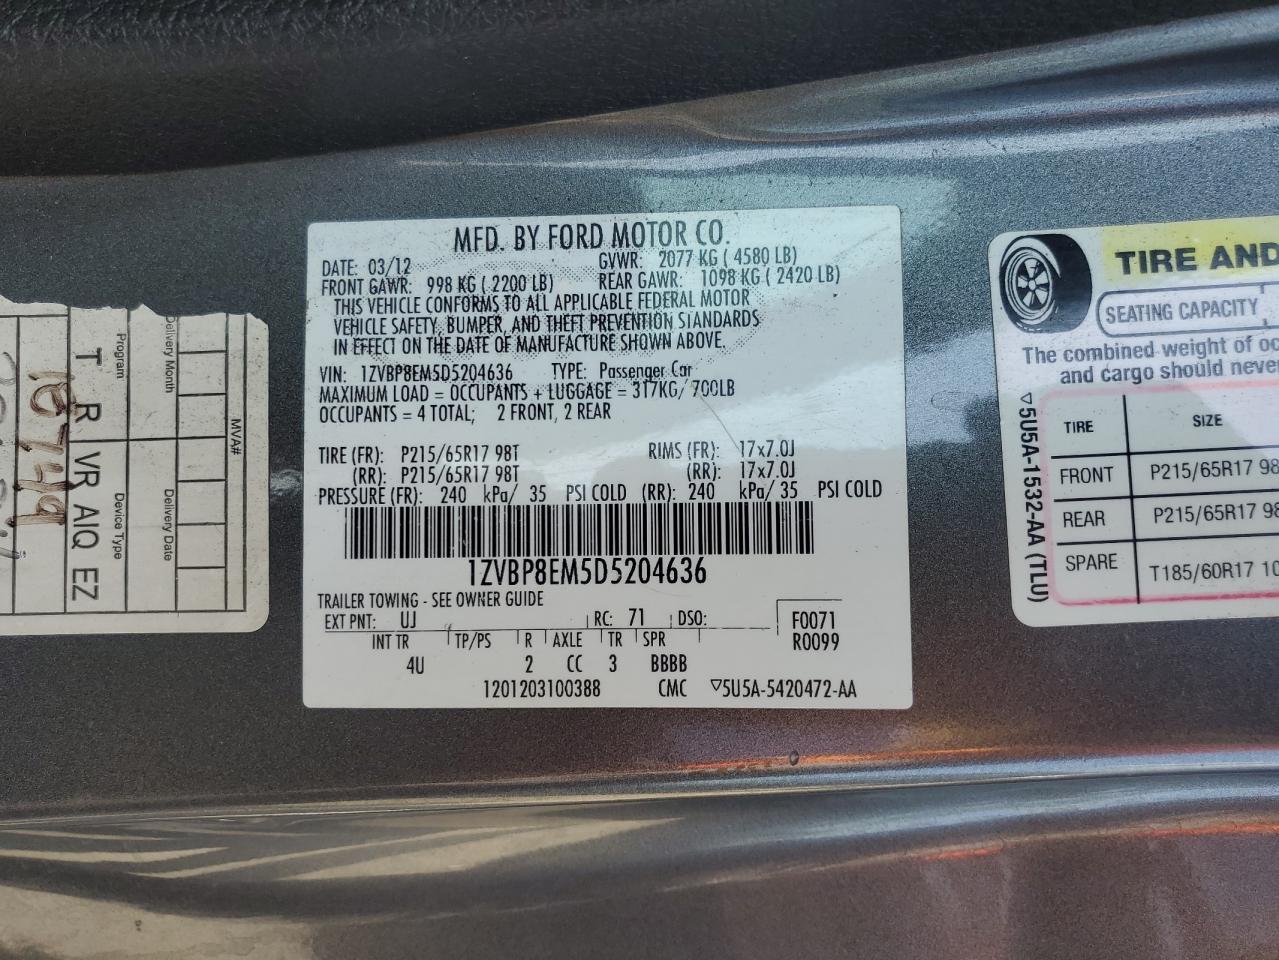 MFD. BY FORD MOTOR CO.
DATE: 03/12 GVWR: 2077 KG ( 4580 LB)
FRONT GAWR: 998 KG ( 2200 LB) REAR GAWR: 1098 KG ( 2420 LB)
THIS VEHICLE CONFORMS TO ALL APPLICABLE FEDERAL MOTOR
VEHICLE SAFETY, BUMPER, AND THEFT PREVENTION STANDARDS
IN EFFECT ON THE DATE OF MANUFACTURE SHOWN ABOVE.
VIN: 1ZVBP8EM5D5204636 TYPE: Passenger Car
MAXIMUM LOAD = OCCUPANTS + LUGGAGE = 317KG/ 700LB
OCCUPANTS = 4 TOTAL; 2 FRONT, 2 REAR
TIRE (FR): P215/65R17 98T RIMS (FR): 17×7.0J
(RR): P215/65R17 98T (RR): 17×7.0J
PRESSURE (FR): 240 kPa/ 35 PSI COLD (RR): 240 kPa/ 35 PSI COLD
1ZVBP8EM5D5204636
TRAILER TOWING - SEE OWNER GUIDE
EXT PNT: UJ RC: 71 DSO: F0071
INT TR TP/PS R AXLE TR SPR R0099
4U 2 CC 3 BBBB
1201203100388 CMC ▽5U5A-5420472-AA
TIRE AND
SEATING CAPACITY
The combined weight of oc
and cargo should never
▽5U5A-1532-AA (TLU)
TIRE SIZE
FRONT P215/65R17 98
REAR P215/65R17 98
SPARE T185/60R17 10
MVA#
Delivery Month
Delivery Date
Program
Device Type
T R VR AIQ EZ